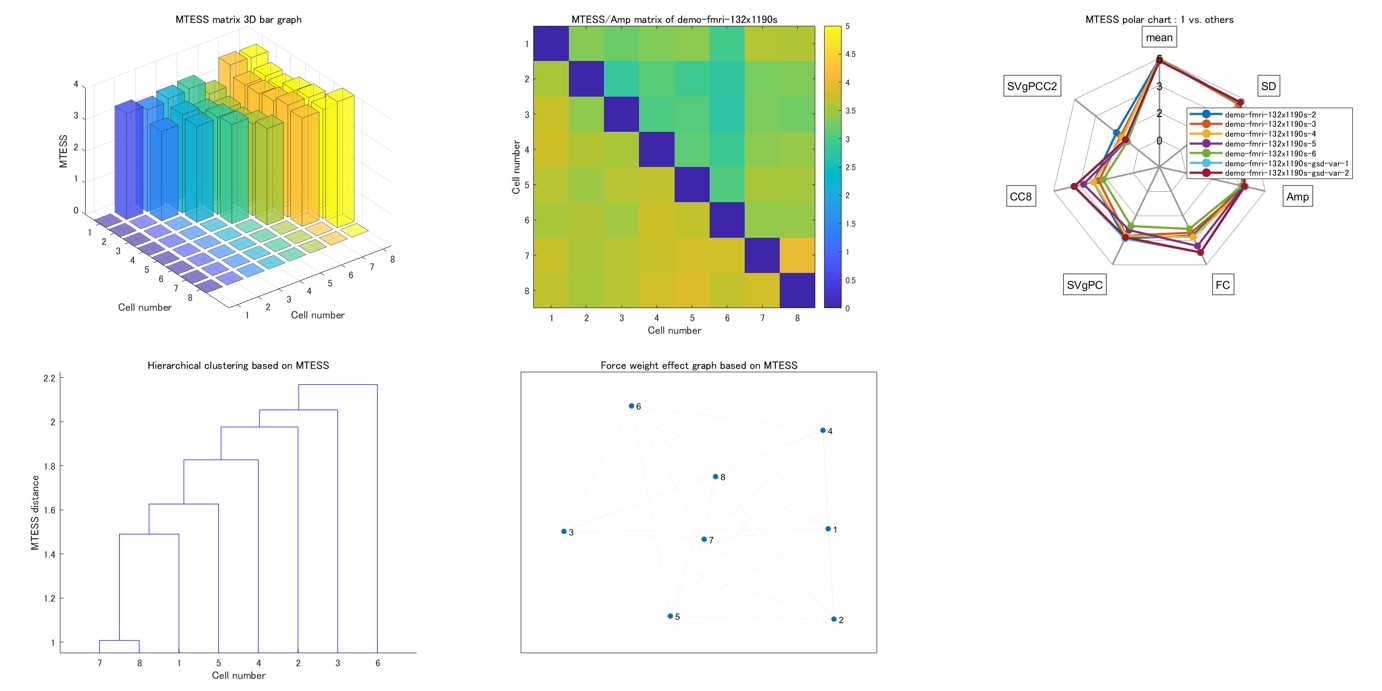 MTESS matrix 3D bar graph
4
3
2
1
0
MTESS
1
2
3
4
5
6
7
8
Cell number
1
2
3
4
5
6
7
8
Cell number
MTESS/Amp matrix of demo-fmri-132x1190s
1
2
3
4
5
6
7
8
Cell number
1 2 3 4 5 6 7 8
Cell number
5
4.5
4
3.5
3
2.5
2
1.5
1
0.5
0
MTESS polar chart : 1 vs. others
mean
SD
Amp
FC
SVgPC
CC8
SVgPCC2
5
3
2
0
demo-fmri-132x1190s-2
demo-fmri-132x1190s-3
demo-fmri-132x1190s-4
demo-fmri-132x1190s-5
demo-fmri-132x1190s-6
demo-fmri-132x1190s-gsd-var-1
demo-fmri-132x1190s-gsd-var-2
Hierarchical clustering based on MTESS
2.2
2
1.8
1.6
1.4
1.2
1
MTESS distance
7 8 1 5 4 2 3 6
Cell number
Force weight effect graph based on MTESS
6
4
8
1
3
7
5
2